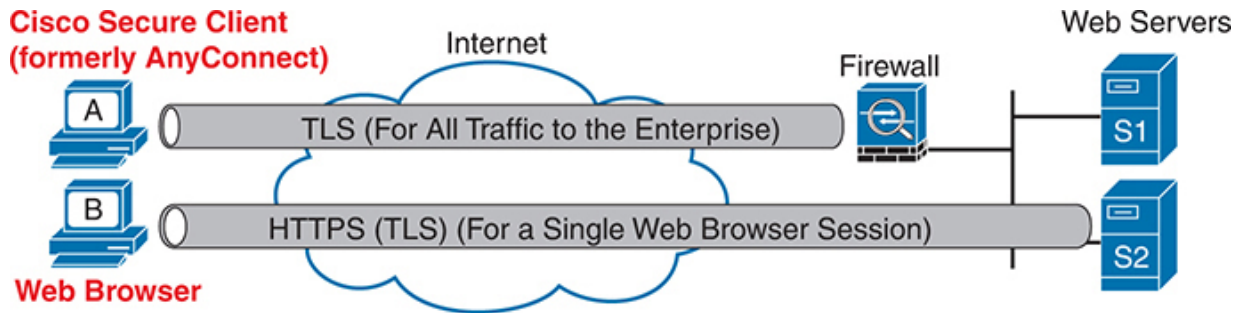 Cisco Secure Client
(formerly AnyConnect)
Internet
Web Servers
Firewall
A
TLS (For All Traffic to the Enterprise)
S1
B
HTTPS (TLS) (For a Single Web Browser Session)
S2
Web Browser